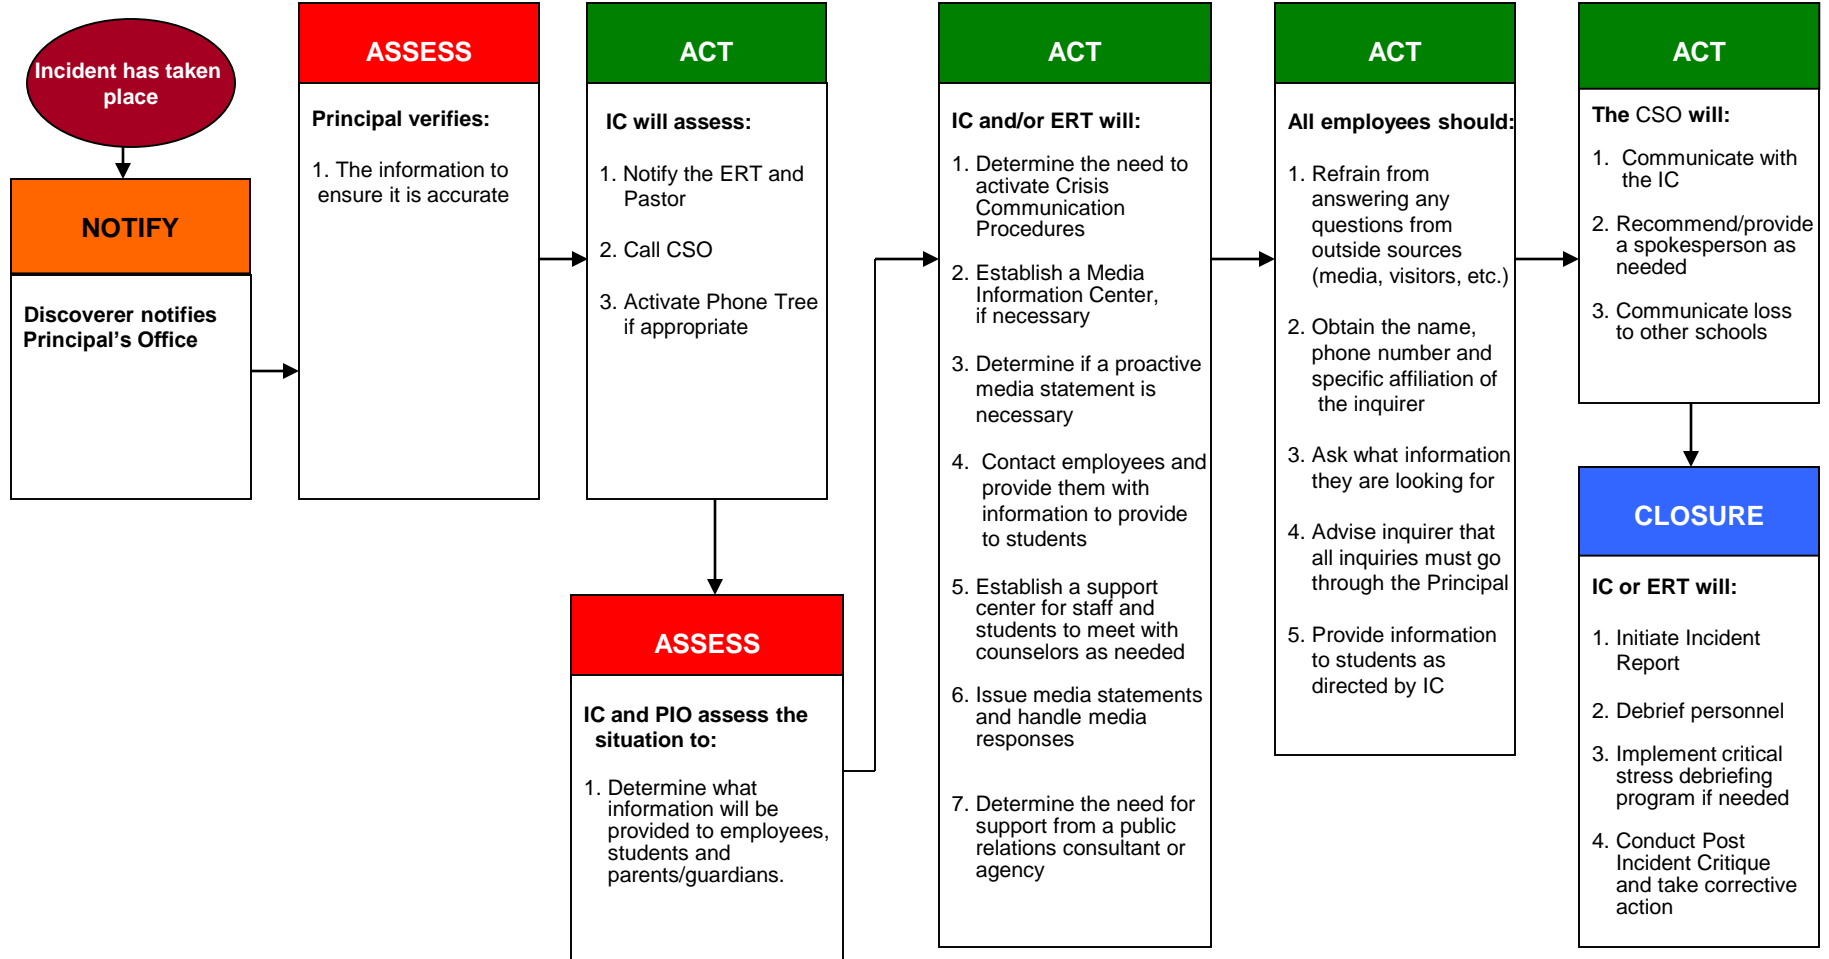 Incident has taken
place
NOTIFY
Discoverer notifies
Principal's Office
ASSESS
Principal verifies:
1. The information to
ensure it is accurate
ACT
IC will assess:
1. Notify the ERT and
Pastor
2. Call CSO
3. Activate Phone Tree
if appropriate
ASSESS
IC and PIO assess the
situation to:
1. Determine what
information will be
provided to employees,
students and
parents/guardians.
ACT
IC and/or ERT will:
1. Determine the need to
activate Crisis
Communication
Procedures
2. Establish a Media
Information Center,
if necessary
3. Determine if a proactive
media statement is
necessary
4. Contact employees and
provide them with
information to provide
to students
5. Establish a support
center for staff and
students to meet with
counselors as needed
6. Issue media statements
and handle media
responses
7. Determine the need for
support from a public
relations consultant or
agency
ACT
All employees should:
1. Refrain from
answering any
questions from
outside sources
(media, visitors, etc.)
2. Obtain the name,
phone number and
specific affiliation of
the inquirer
3. Ask what information
they are looking for
4. Advise inquirer that
all inquiries must go
through the Principal
5. Provide information
to students as
directed by IC
ACT
The CSO will:
1. Communicate with
the IC
2. Recommend/provide
a spokesperson as
needed
3. Communicate loss
to other schools
CLOSURE
IC or ERT will:
1. Initiate Incident
Report
2. Debrief personnel
3. Implement critical
stress debriefing
program if needed
4. Conduct Post
Incident Critique
and take corrective
action